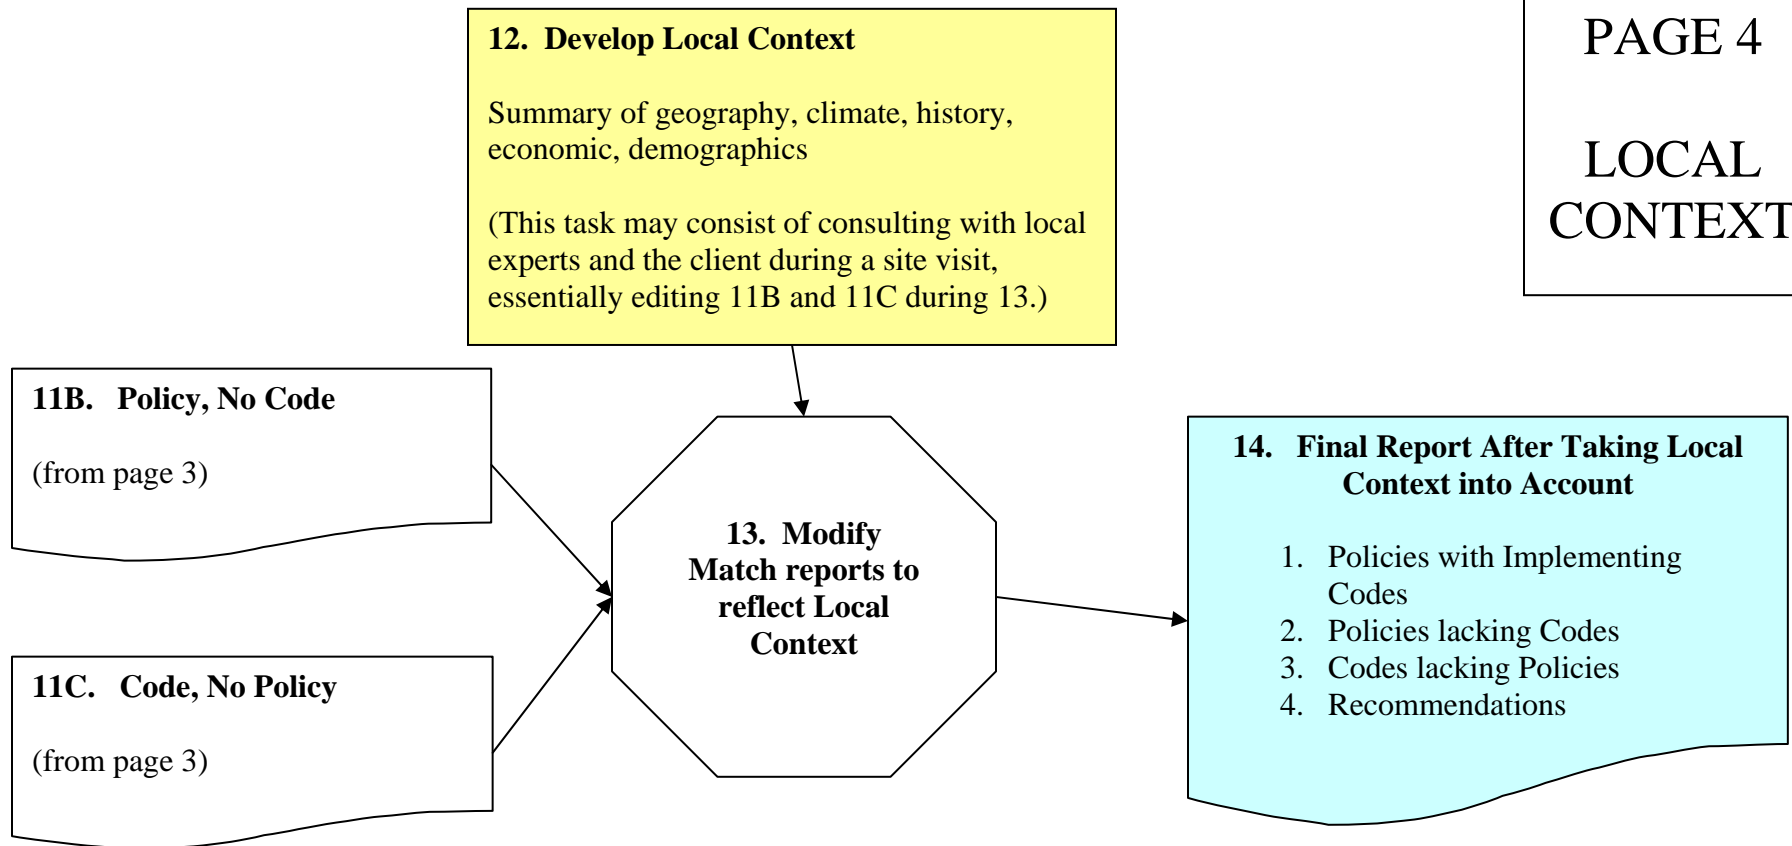 12. Develop Local Context
Summary of geography, climate, history,
economic, demographics
(This task may consist of consulting with local
experts and the client during a site visit,
essentially editing 11B and 11C during 13.)
PAGE 4
LOCAL
CONTEXT
11B. Policy, No Code
(from page 3)
11C. Code, No Policy
(from page 3)
13. Modify
Match reports to
reflect Local
Context
14. Final Report After Taking Local
Context into Account
1. Policies with Implementing
Codes
2. Policies lacking Codes
3. Codes lacking Policies
4. Recommendations